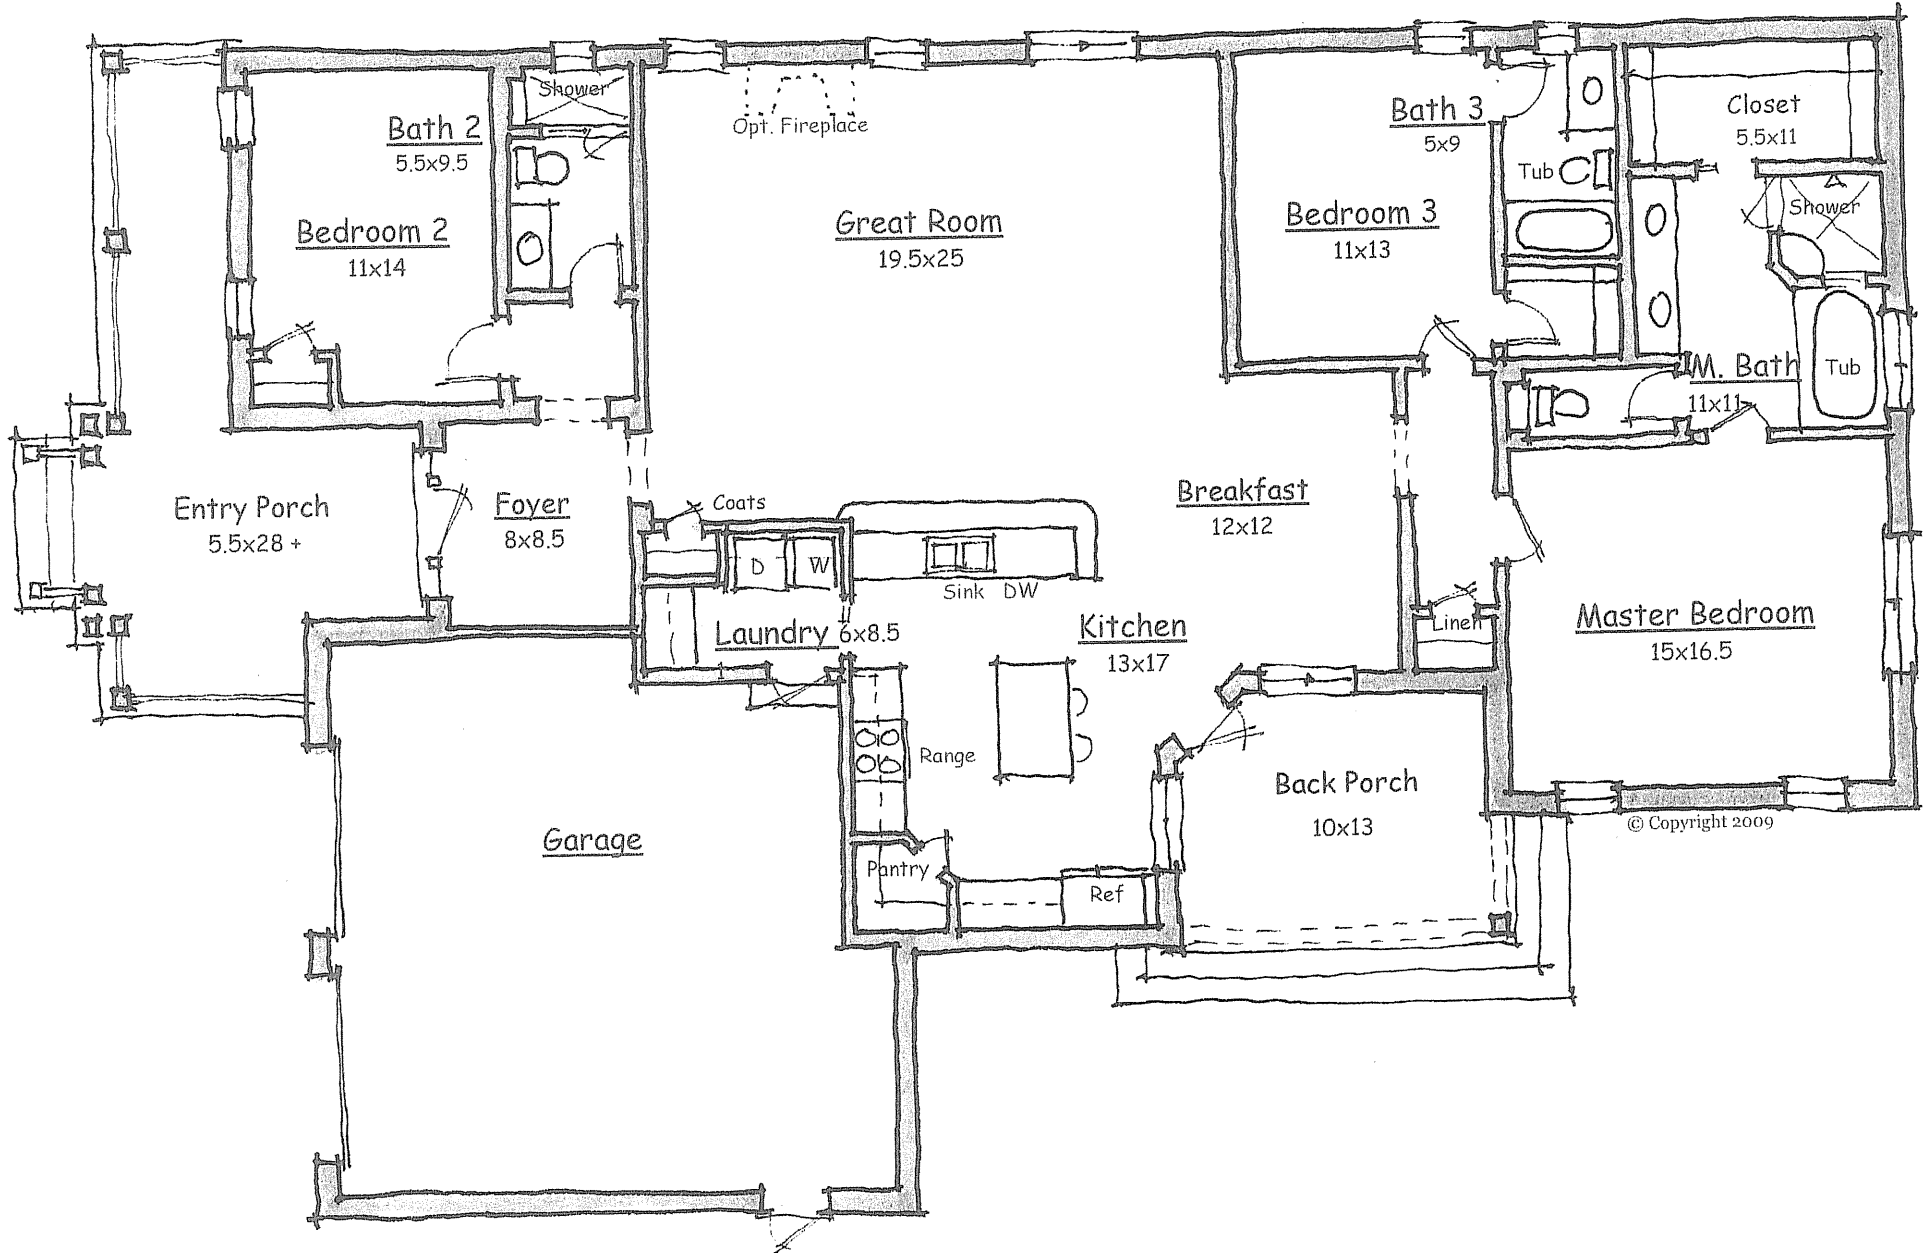 Shower
Bath 2
5.5x9.5
Opt. Fireplace
Bath 3
5x9
Closet
5.5x11
Tub
Shower
Bedroom 2
11x14
Great Room
19.5x25
Bedroom 3
11x13
M. Bath
11x11
Tub
Entry Porch
5.5x28 +
Foyer
8x8.5
Coats
D
W
Breakfast
12x12
Sink DW
Laundry 6x8.5
Kitchen
13x17
Linen
Master Bedroom
15x16.5
Range
Back Porch
10x13
© Copyright 2009
Garage
Pantry
Ref